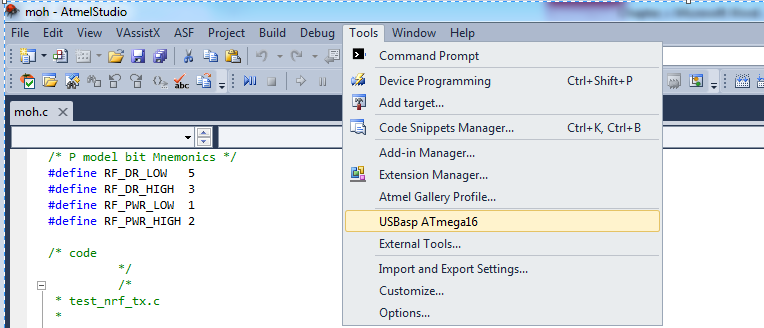 moh - AtmelStudio
File Edit View VAssistX ASF Project Build Debug Tools Window Help
Command Prompt
Device Programming Ctrl+Shift+P
Add target...
Code Snippets Manager... Ctrl+K, Ctrl+B
Add-in Manager...
Extension Manager...
Atmel Gallery Profile...
USBasp ATmega16
External Tools...
Import and Export Settings...
Customize...
Options...
abc
moh.c
/* P model bit Mnemonics */
#define RF_DR_LOW 5
#define RF_DR_HIGH 3
#define RF_PWR_LOW 1
#define RF_PWR_HIGH 2
/* code
*/
/*
* test_nrf_tx.c
*